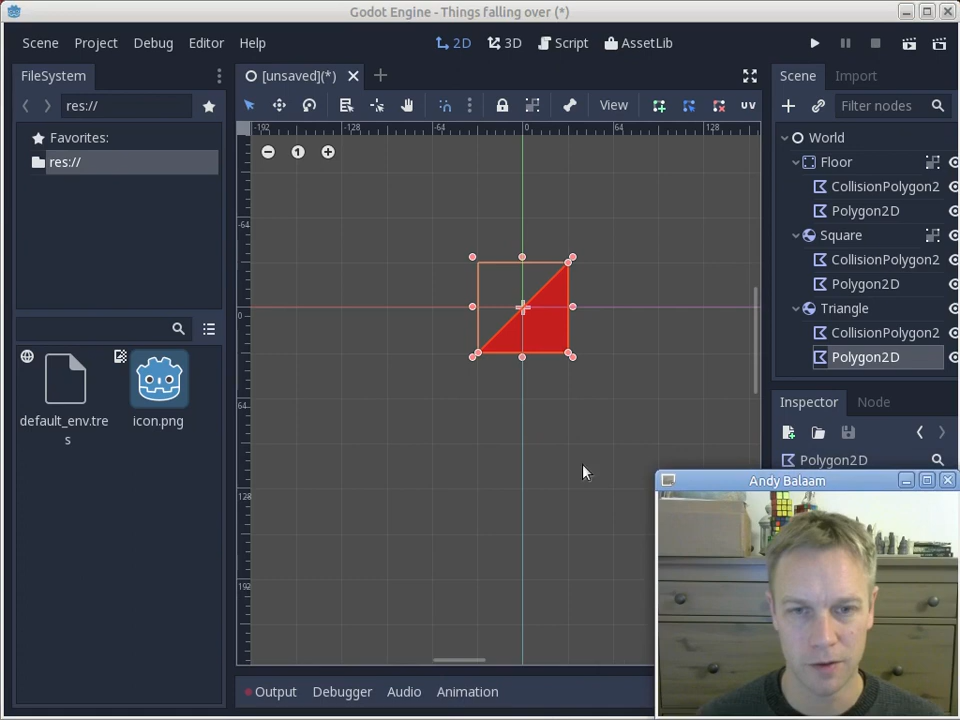 Godot Engine - Things falling over (*)
Scene Project Debug Editor Help 2D 3D Script AssetLib
FileSystem [unsaved](*) Scene Import
res:// View UV Filter nodes
-192 -128 -64 0 64 128
Favorites:
res://
1
World
Floor
CollisionPolygon2
Polygon2D
-64
Square
CollisionPolygon2
Polygon2D
Triangle
0
CollisionPolygon2
Polygon2D
64
Inspector Node
default_env.tre
s
icon.png
Polygon2D
Andy Balaam
128
192
Output Debugger Audio Animation